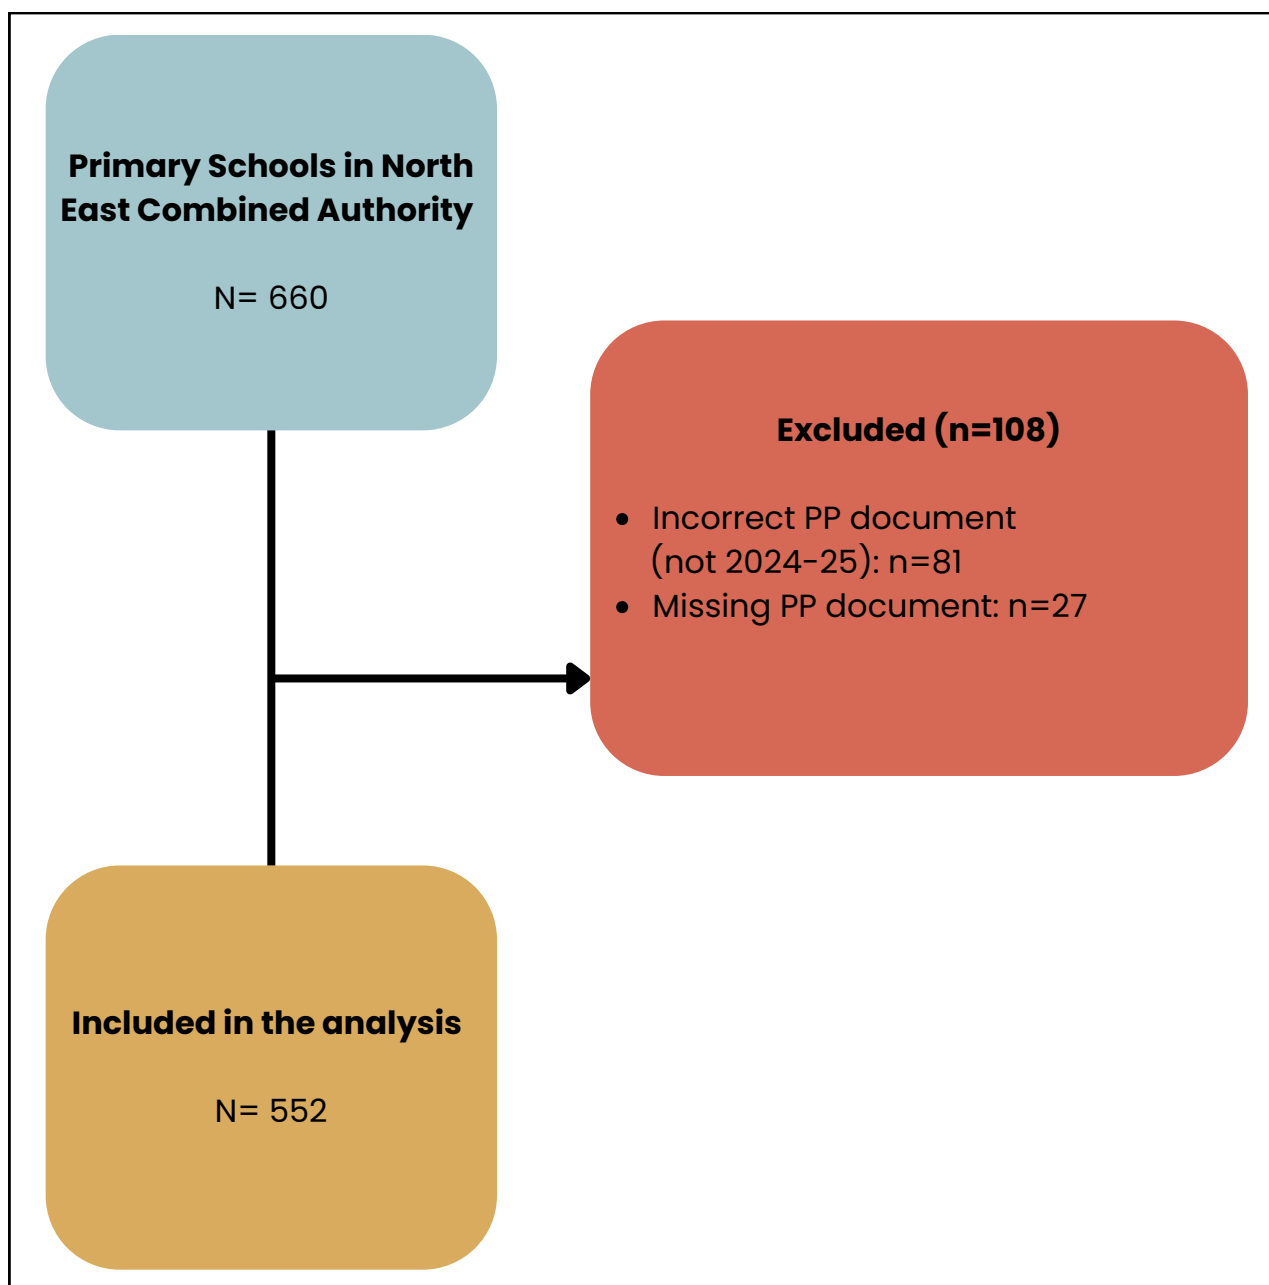 Primary Schools in North
East Combined Authority
N= 660
Excluded (n=108)
• Incorrect PP document
(not 2024-25): n=81
• Missing PP document: n=27
Included in the analysis
N= 552